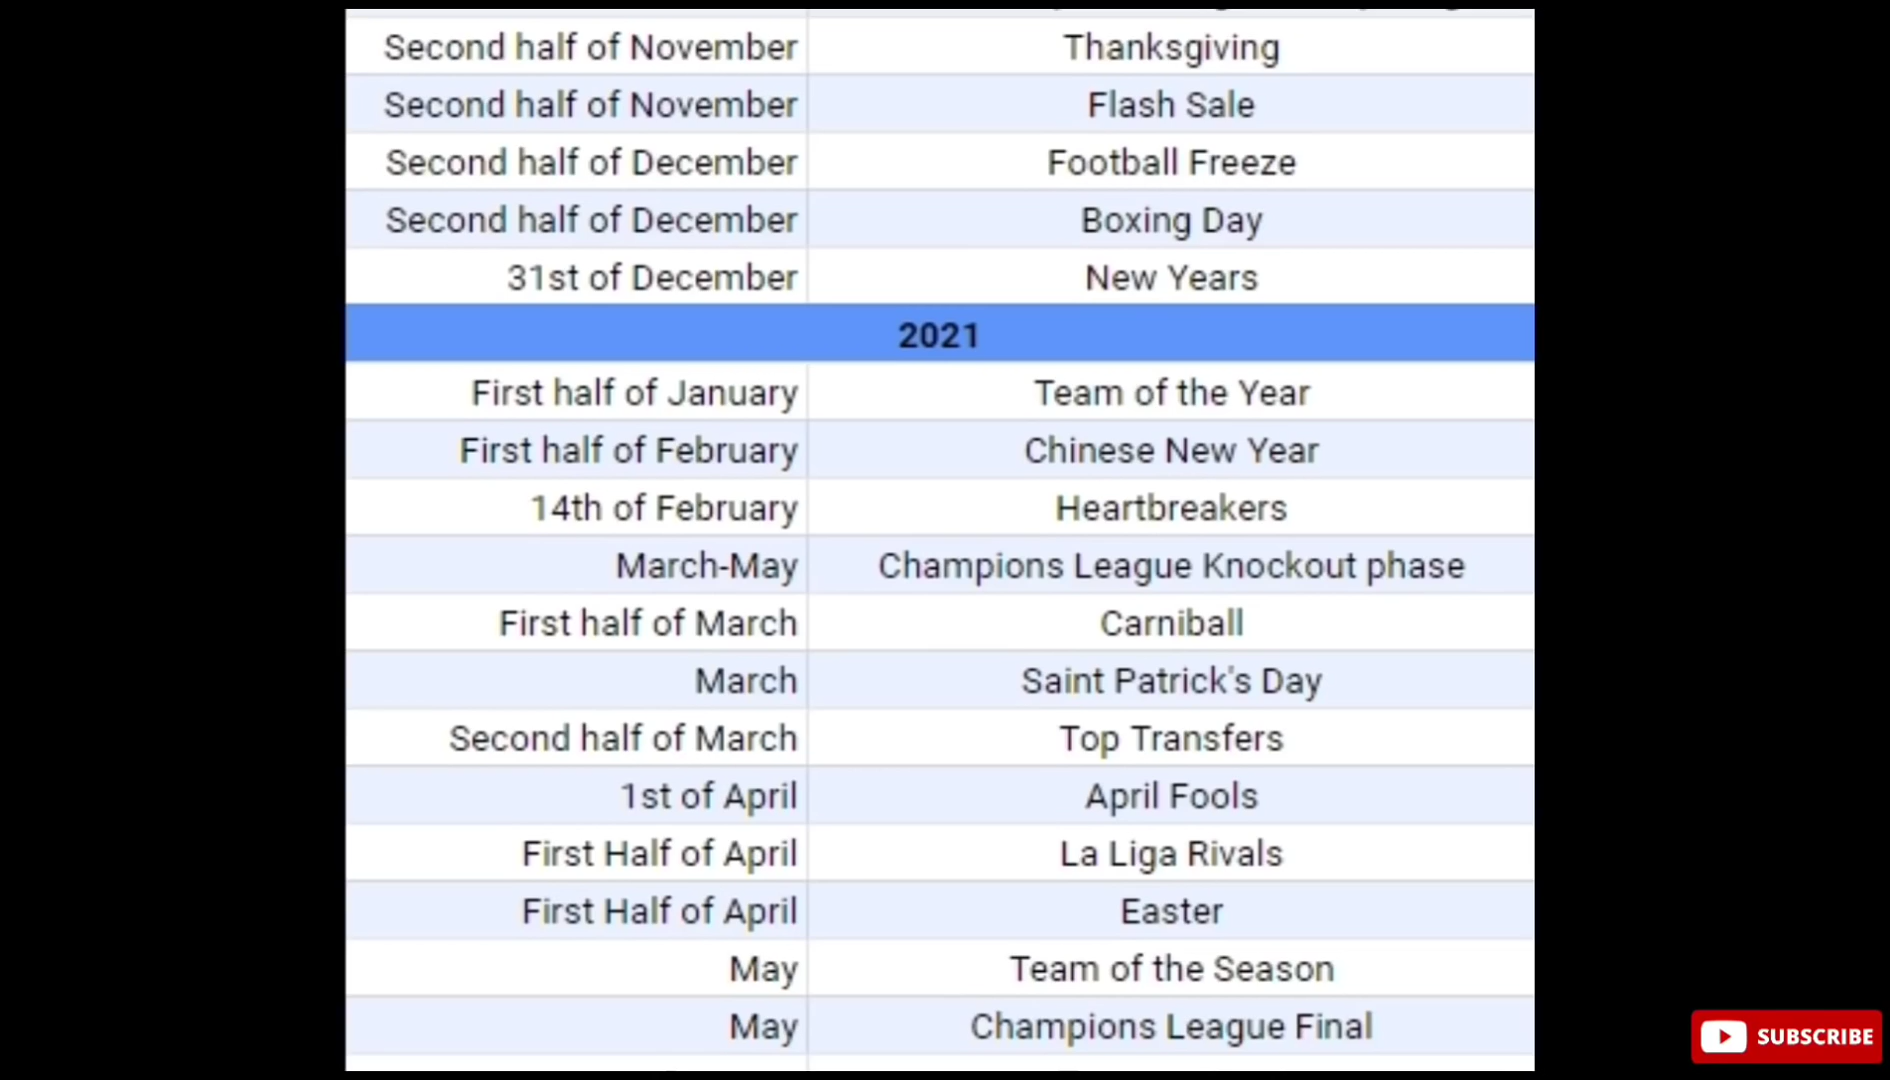 Second half of November Thanksgiving
Second half of November Flash Sale
Second half of December Football Freeze
Second half of December Boxing Day
31st of December New Years
2021
First half of January Team of the Year
First half of February Chinese New Year
14th of February Heartbreakers
March-May Champions League Knockout phase
First half of March Carniball
March Saint Patrick's Day
Second half of March Top Transfers
1st of April April Fools
First Half of April La Liga Rivals
First Half of April Easter
May Team of the Season
May Champions League Final
SUBSCRIBE